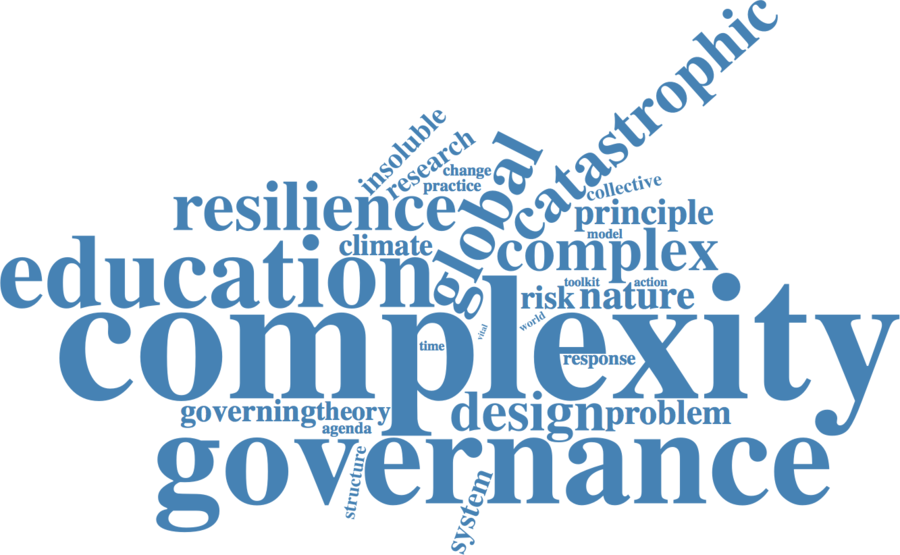 catastrophic
insoluble
research
change
practice
global
collective
resilience
principle
model
climate
complex
education
toolkit
action
risk
nature
complexity
vital
world
time
response
governing
theory
design
problem
agenda
governance
structure
system